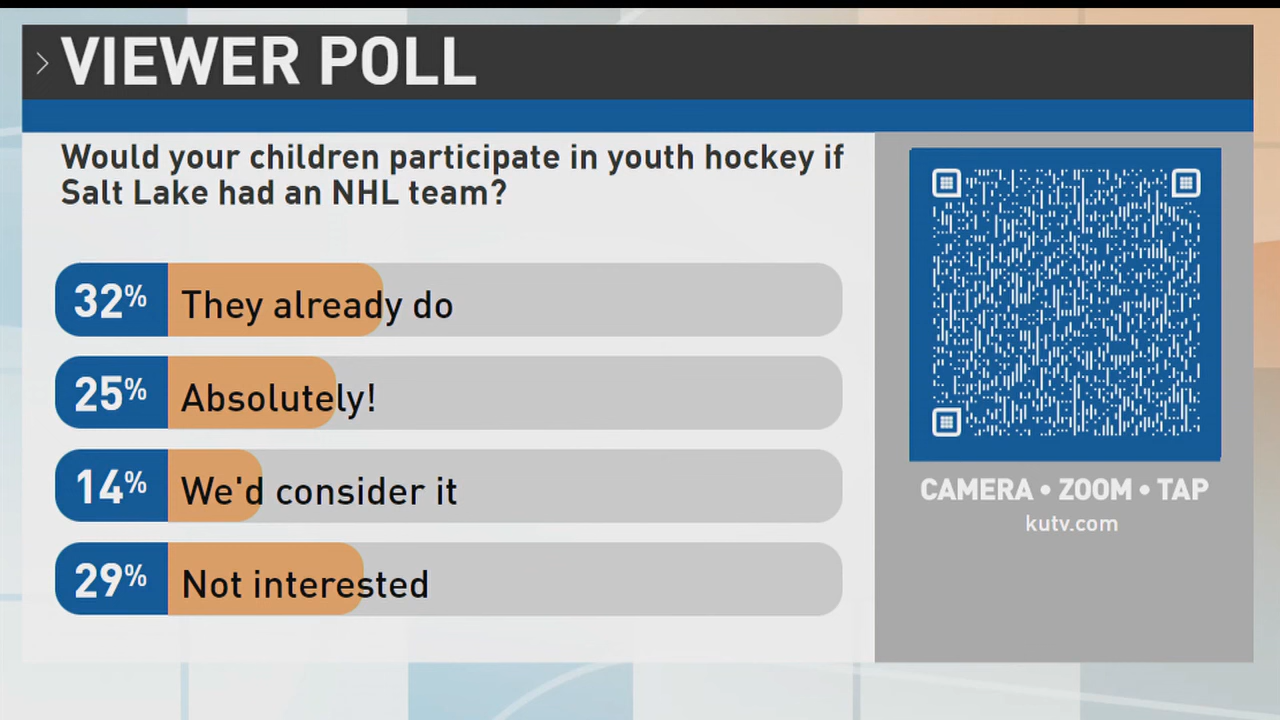 VIEWER POLL
Would your children participate in youth hockey if
Salt Lake had an NHL team?
32% They already do
25% Absolutely!
14% We'd consider it
29% Not interested
CAMERA • ZOOM • TAP
kutv.com